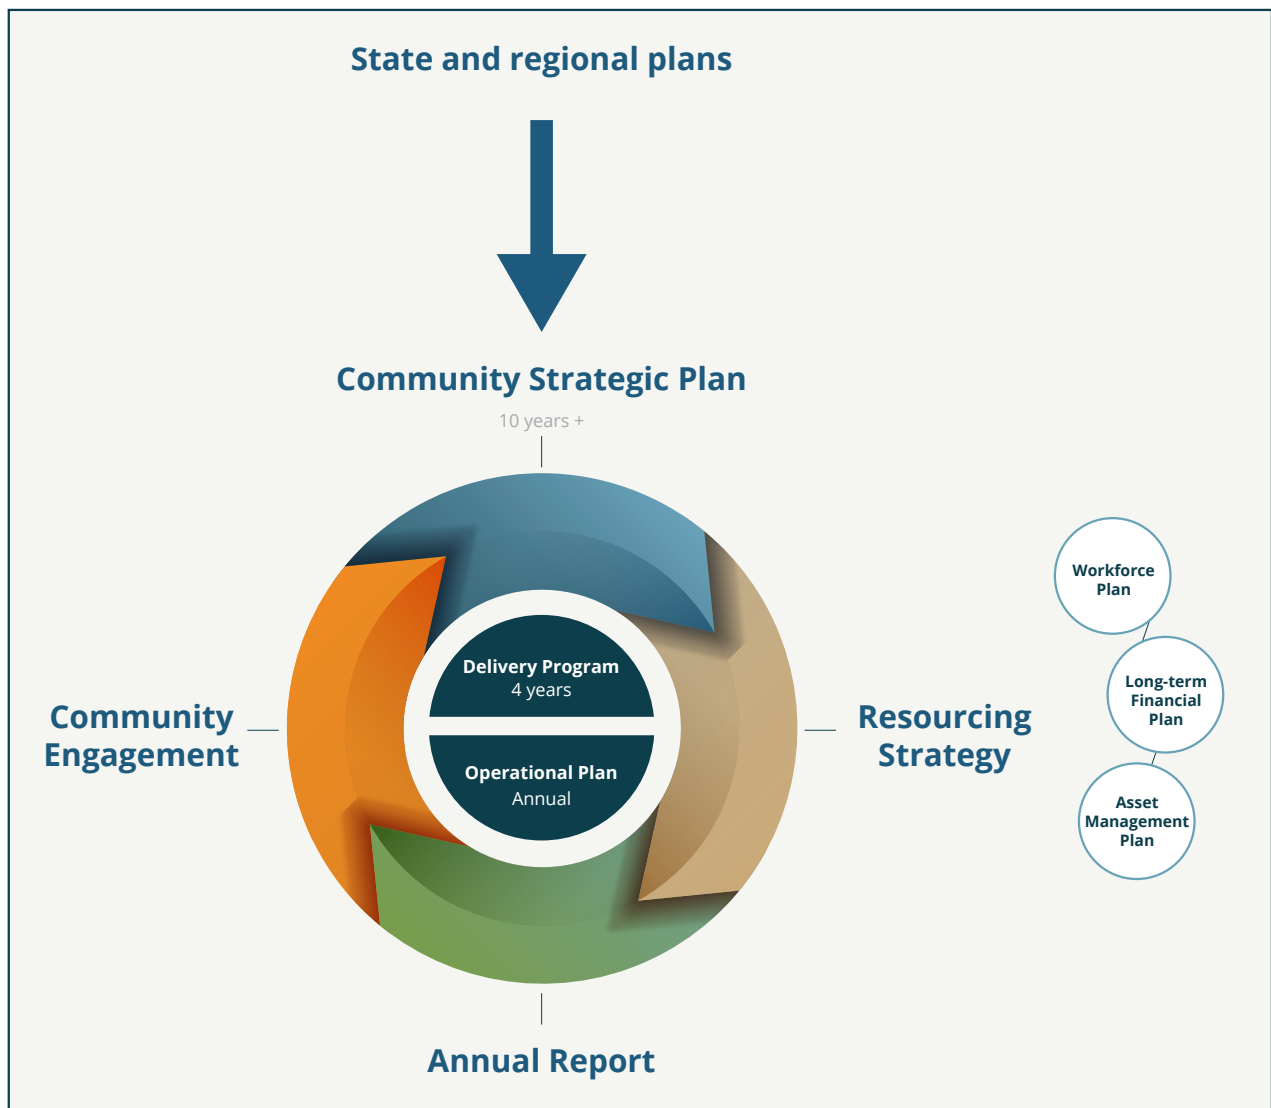 State and regional plans
Community Strategic Plan
10 years +
Delivery Program
4 years
Operational Plan
Annual
Community
Engagement
Resourcing
Strategy
Workforce
Plan
Long-term
Financial
Plan
Asset
Management
Plan
Annual Report